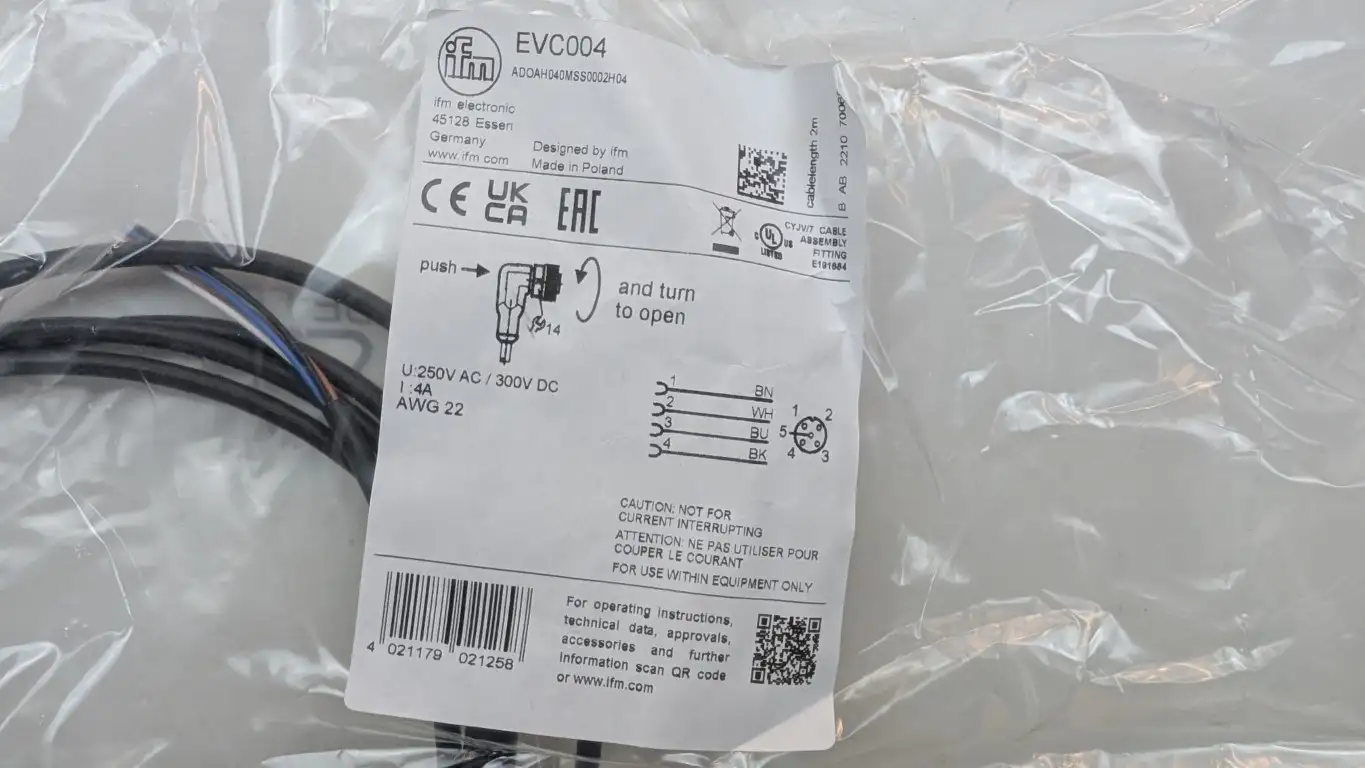 ifm
EVC004
ADOAH040MSS0002H04
ifm electronic
45128 Essen
Germany
www.ifm.com
Designed by ifm
Made in Poland
cablelength 2m
B AB 2210
CE
UK
CA
EAC
C UL US
LISTED
CYJV/7 CABLE
ASSEMBLY
FITTING
E191684
push
and turn
to open
14
U:250V AC / 300V DC
I :4A
AWG 22
1 BN
2 WH
3 BU
4 BK
1 2
5
4 3
CAUTION: NOT FOR
CURRENT INTERRUPTING
ATTENTION: NE PAS UTILISER POUR
COUPER LE COURANT
FOR USE WITHIN EQUIPMENT ONLY
4 021179 021258
For operating instructions,
technical data, approvals,
accessories and further
information scan QR code
or www.ifm.com